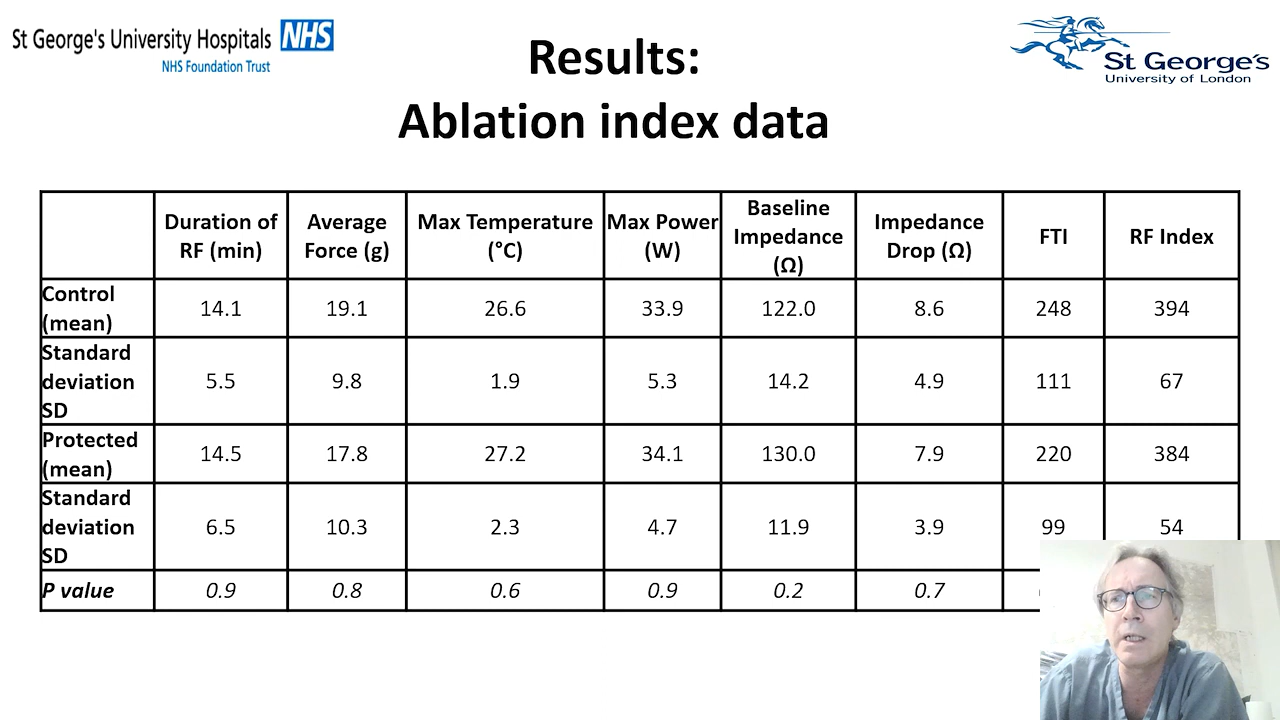 St George's University Hospitals NHS
NHS Foundation Trust
St George's
University of London
Results:
Ablation index data
Duration of RF (min) Average Force (g) Max Temperature (°C) Max Power (W) Baseline Impedance (Ω) Impedance Drop (Ω) FTI RF Index
Control (mean) 14.1 19.1 26.6 33.9 122.0 8.6 248 394
Standard deviation SD 5.5 9.8 1.9 5.3 14.2 4.9 111 67
Protected (mean) 14.5 17.8 27.2 34.1 130.0 7.9 220 384
Standard deviation SD 6.5 10.3 2.3 4.7 11.9 3.9 99 54
P value 0.9 0.8 0.6 0.9 0.2 0.7